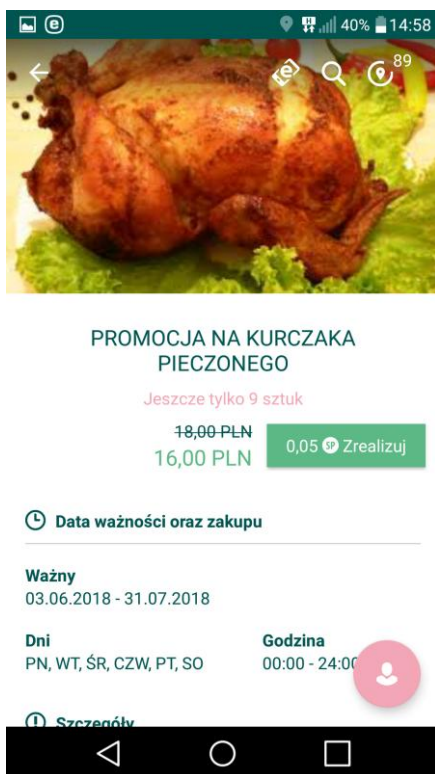 40% 14:58
89
PROMOCJA NA KURCZAKA
PIECZONEGO
Jeszcze tylko 9 sztuk
18,00 PLN
16,00 PLN
0,05 SP Zrealizuj
Data ważności oraz zakupu
Ważny
03.06.2018 - 31.07.2018
Dni
Godzina
PN, WT, ŚR, CZW, PT, SO
00:00 - 24:00
Szczegóły